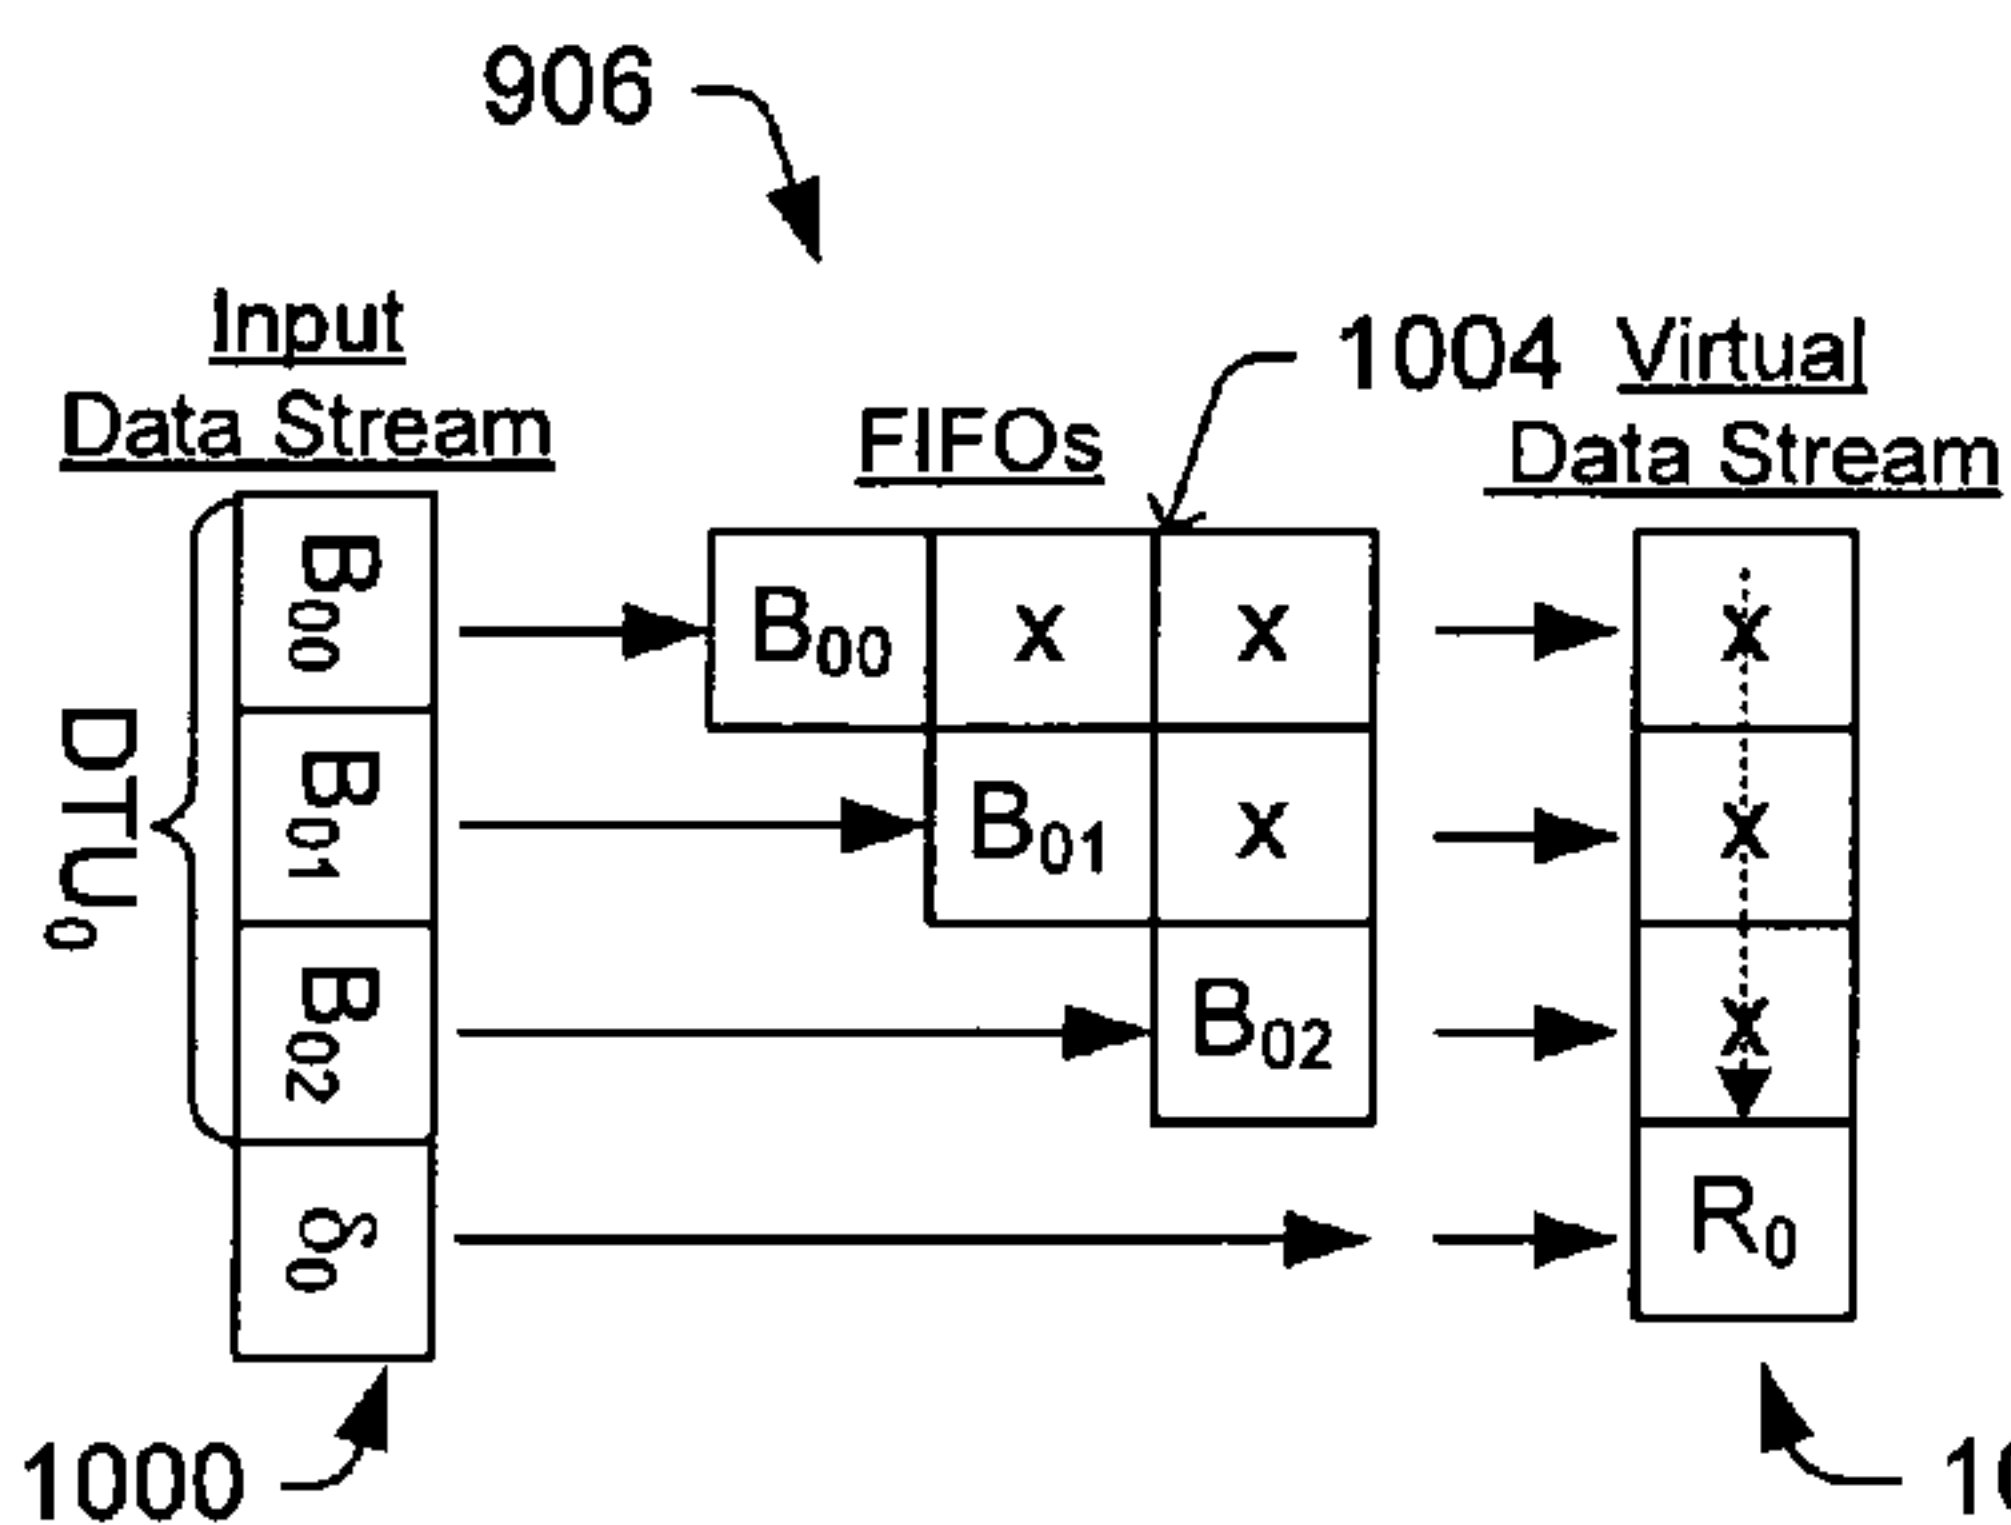 906
Input
Data Stream
FIFOs
1004
Virtual
Data Stream
DTU₀
B₀₀
B₀₁
B₀₂
δ₀
B₀₀ x x
B₀₁ x
B₀₂
x
x
x
R₀
1000